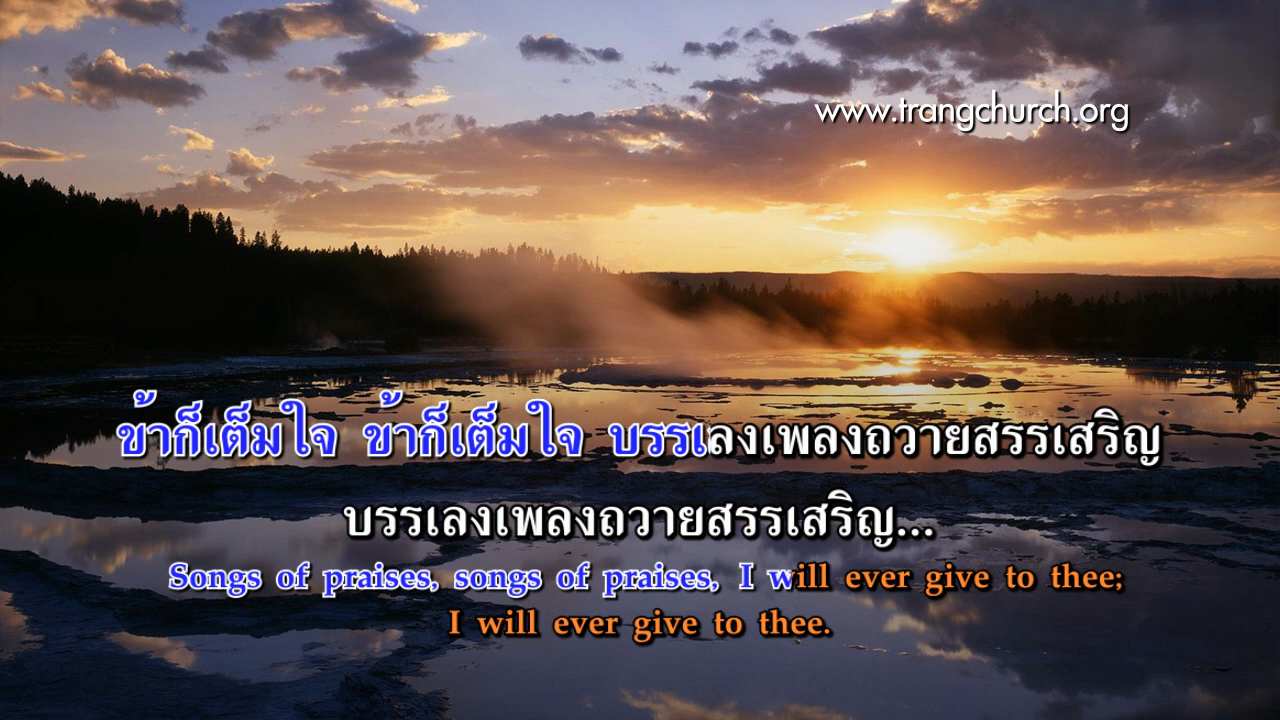 www.trangchurch.org
ข้าก็เต็มใจ ข้าก็เต็มใจ บรรเลงเพลงถวายสรรเสริญ
บรรเลงเพลงถวายสรรเสริญ...
Songs of praises, songs of praises, I will ever give to thee;
I will ever give to thee.